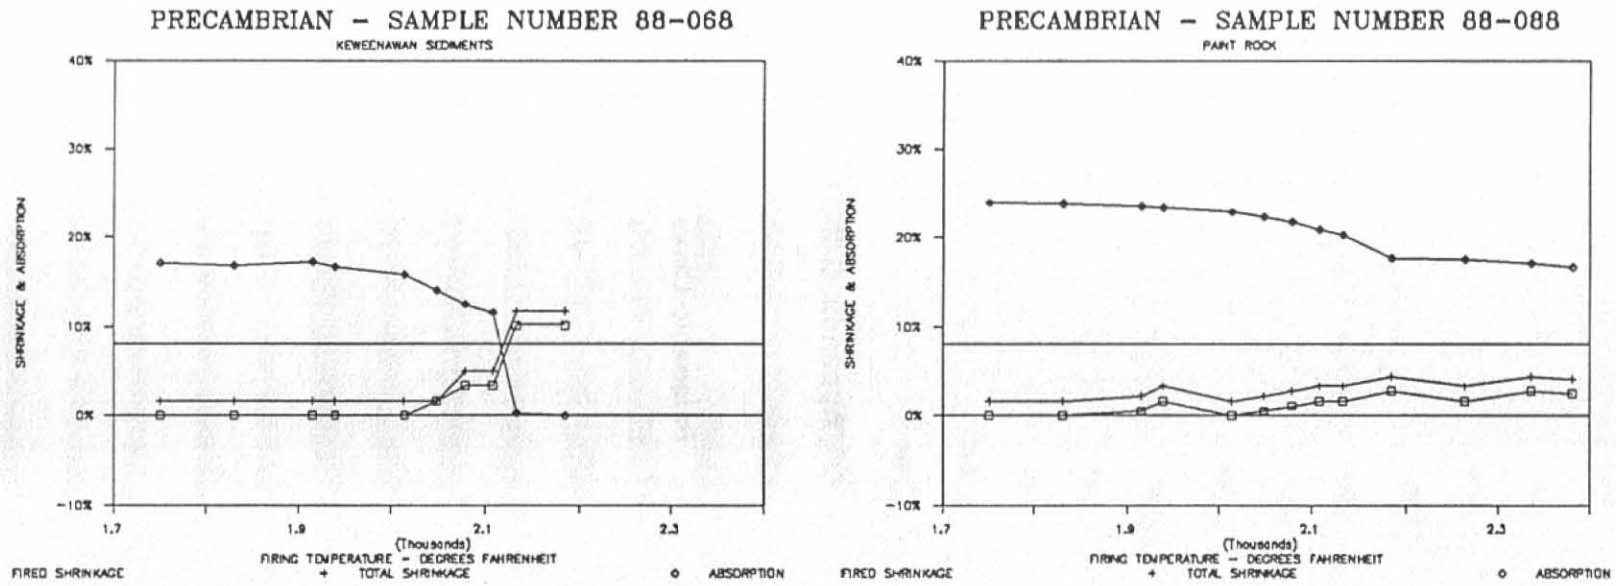 PRECAMBRIAN - SAMPLE NUMBER 88-068
KEWEENAWAN SEDIMENTS
40%
30%
20%
10%
0%
-10%
SHRINKAGE & ABSORPTION
1.7
1.9
2.1
2.3
(Thousands)
FIRING TEMPERATURE - DEGREES FAHRENHEIT
FIRED SHRINKAGE + TOTAL SHRINKAGE ◇ ABSORPTION
PRECAMBRIAN - SAMPLE NUMBER 88-088
PAINT ROCK
40%
30%
20%
10%
0%
-10%
SHRINKAGE & ABSORPTION
1.7
1.9
2.1
2.3
(Thousands)
FIRING TEMPERATURE - DEGREES FAHRENHEIT
FIRED SHRINKAGE + TOTAL SHRINKAGE ◇ ABSORPTION